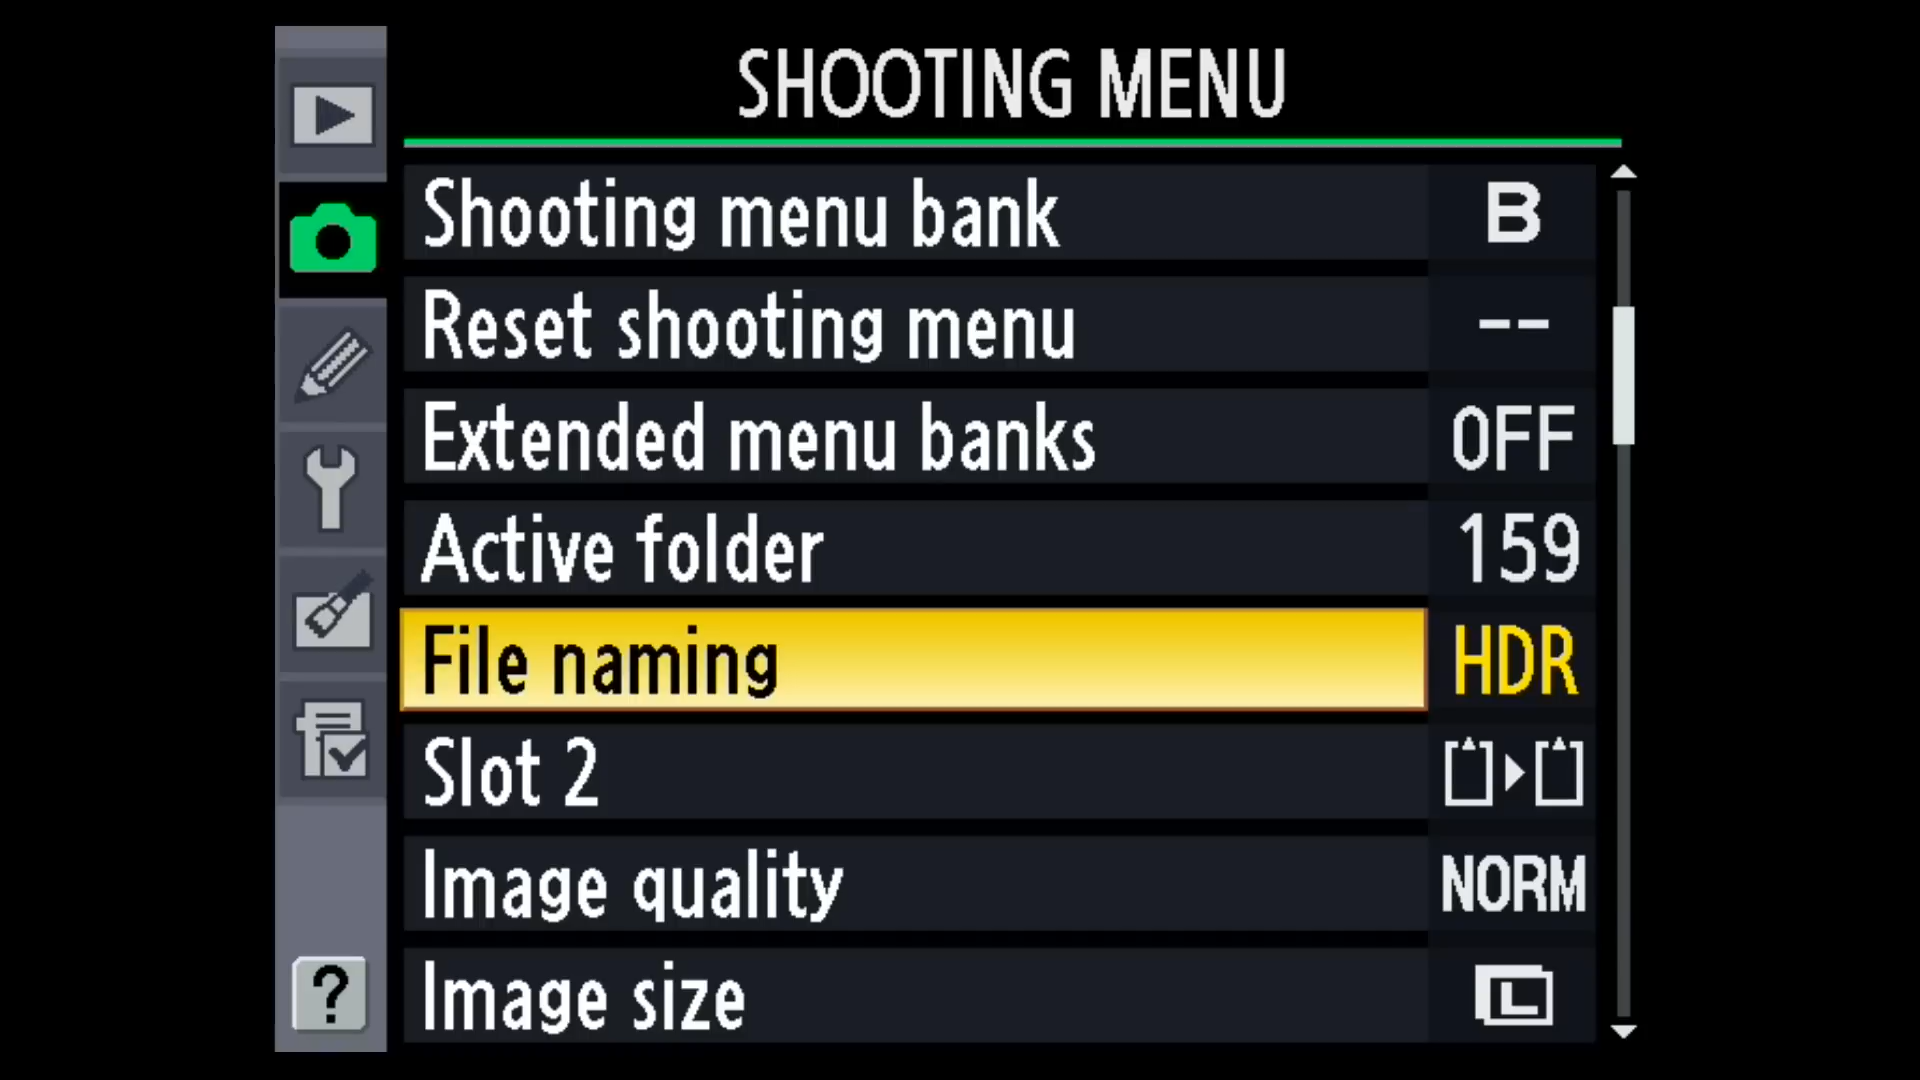 SHOOTING MENU
Shooting menu bank B
Reset shooting menu --
Extended menu banks OFF
Active folder 159
File naming HDR
Slot 2
Image quality NORM
Image size L
?